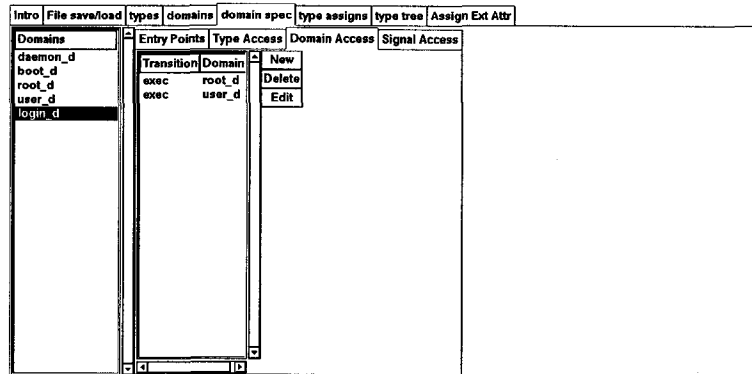 Intro File save/load types domains domain spec type assigns type tree Assign Ext Attr
Domains
daemon_d
boot_d
root_d
user_d
login_d
Entry Points Type Access Domain Access Signal Access
Transition Domain
exec root_d
exec user_d
New
Delete
Edit